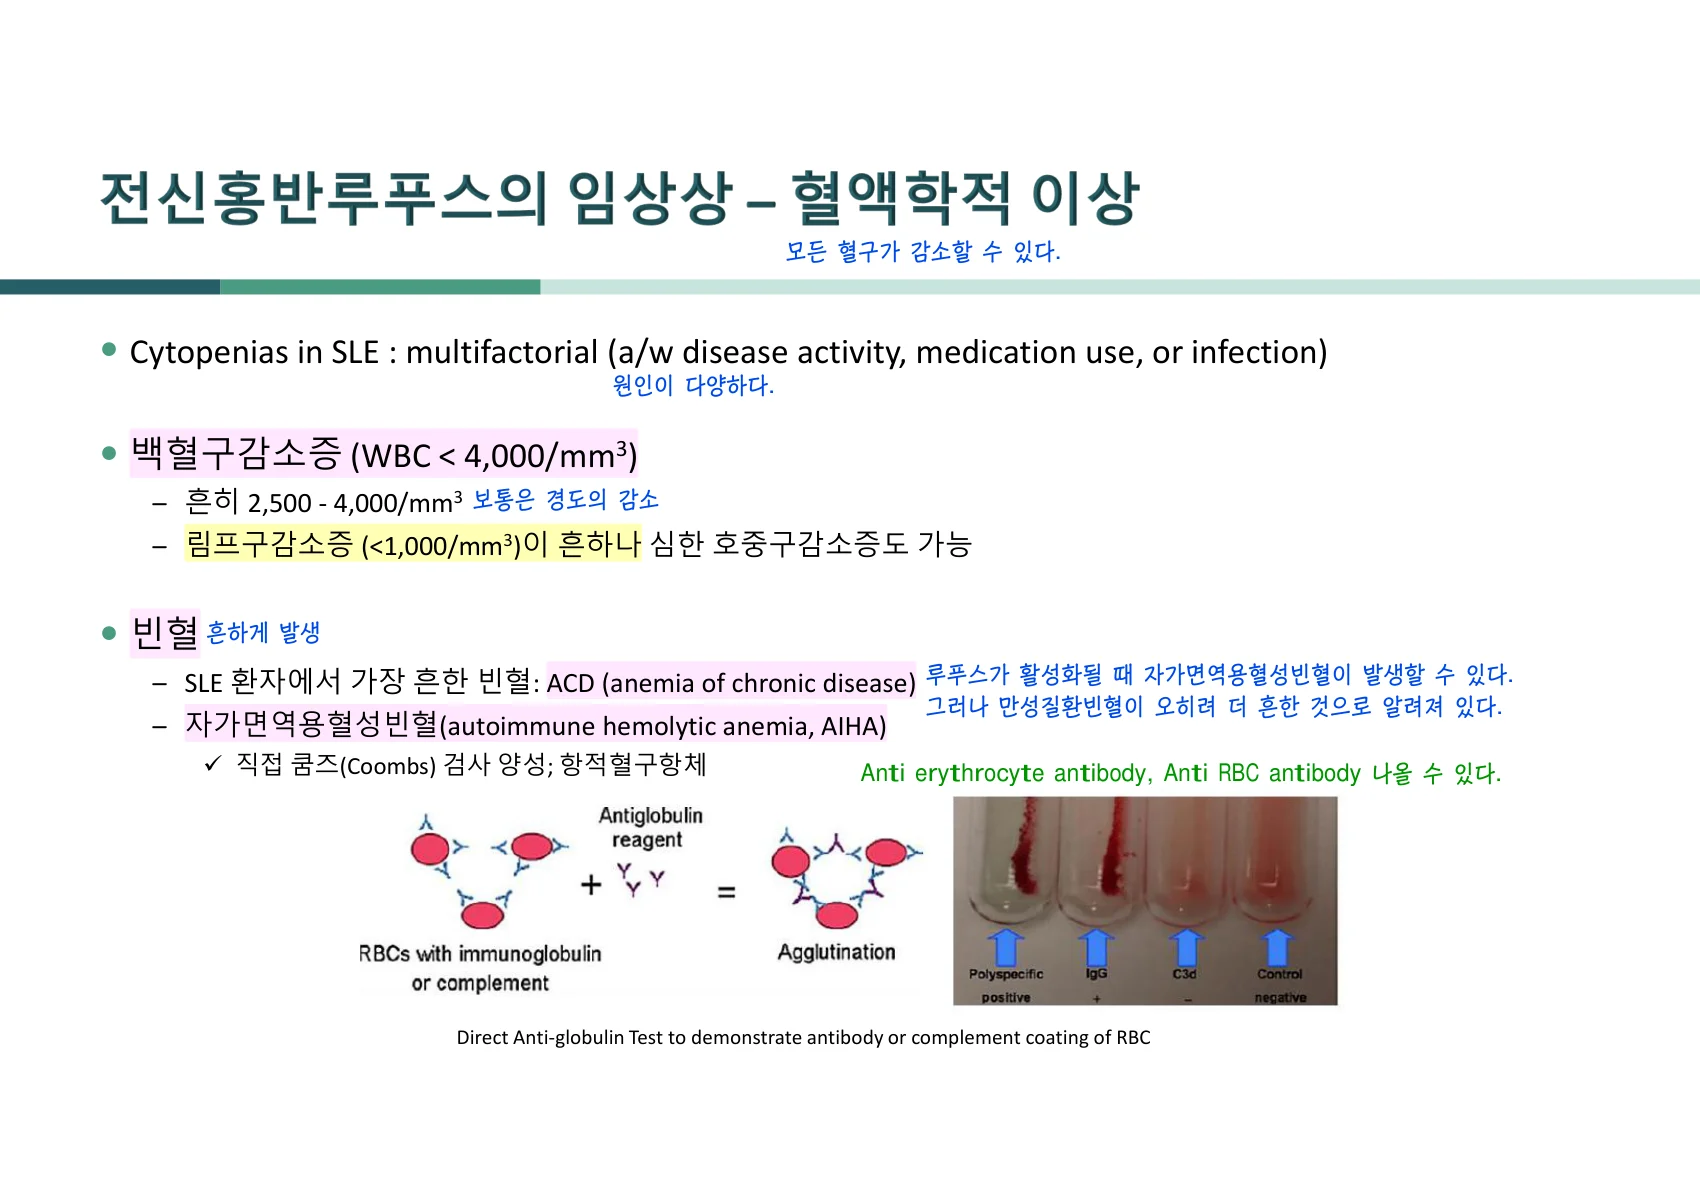 전신홍반루푸스의 임상상 – 혈액학적 이상
모든 혈구가 감소할 수 있다.
• Cytopenias in SLE : multifactorial (a/w disease activity, medication use, or infection)
원인이 다양하다.
• 백혈구감소증 (WBC < 4,000/mm³)
– 흔히 2,500 - 4,000/mm³ 보통은 경도의 감소
– 림프구감소증 (<1,000/mm³)이 흔하나 심한 호중구감소증도 가능
• 빈혈 흔하게 발생
– SLE 환자에서 가장 흔한 빈혈: ACD (anemia of chronic disease) 루푸스가 활성화될 때 자가면역용혈성빈혈이 발생할 수 있다.
그러나 만성질환빈혈이 오히려 더 흔한 것으로 알려져 있다.
– 자가면역용혈성빈혈(autoimmune hemolytic anemia, AIHA)
✓ 직접 쿰즈(Coombs) 검사 양성; 항적혈구항체
Anti erythrocyte antibody, Anti RBC antibody 나올 수 있다.
Antiglobulin
reagent
+ =
RBCs with immunoglobulin
or complement
Agglutination
Polyspecific IgG C3d Control
positive + – negative
Direct Anti-globulin Test to demonstrate antibody or complement coating of RBC